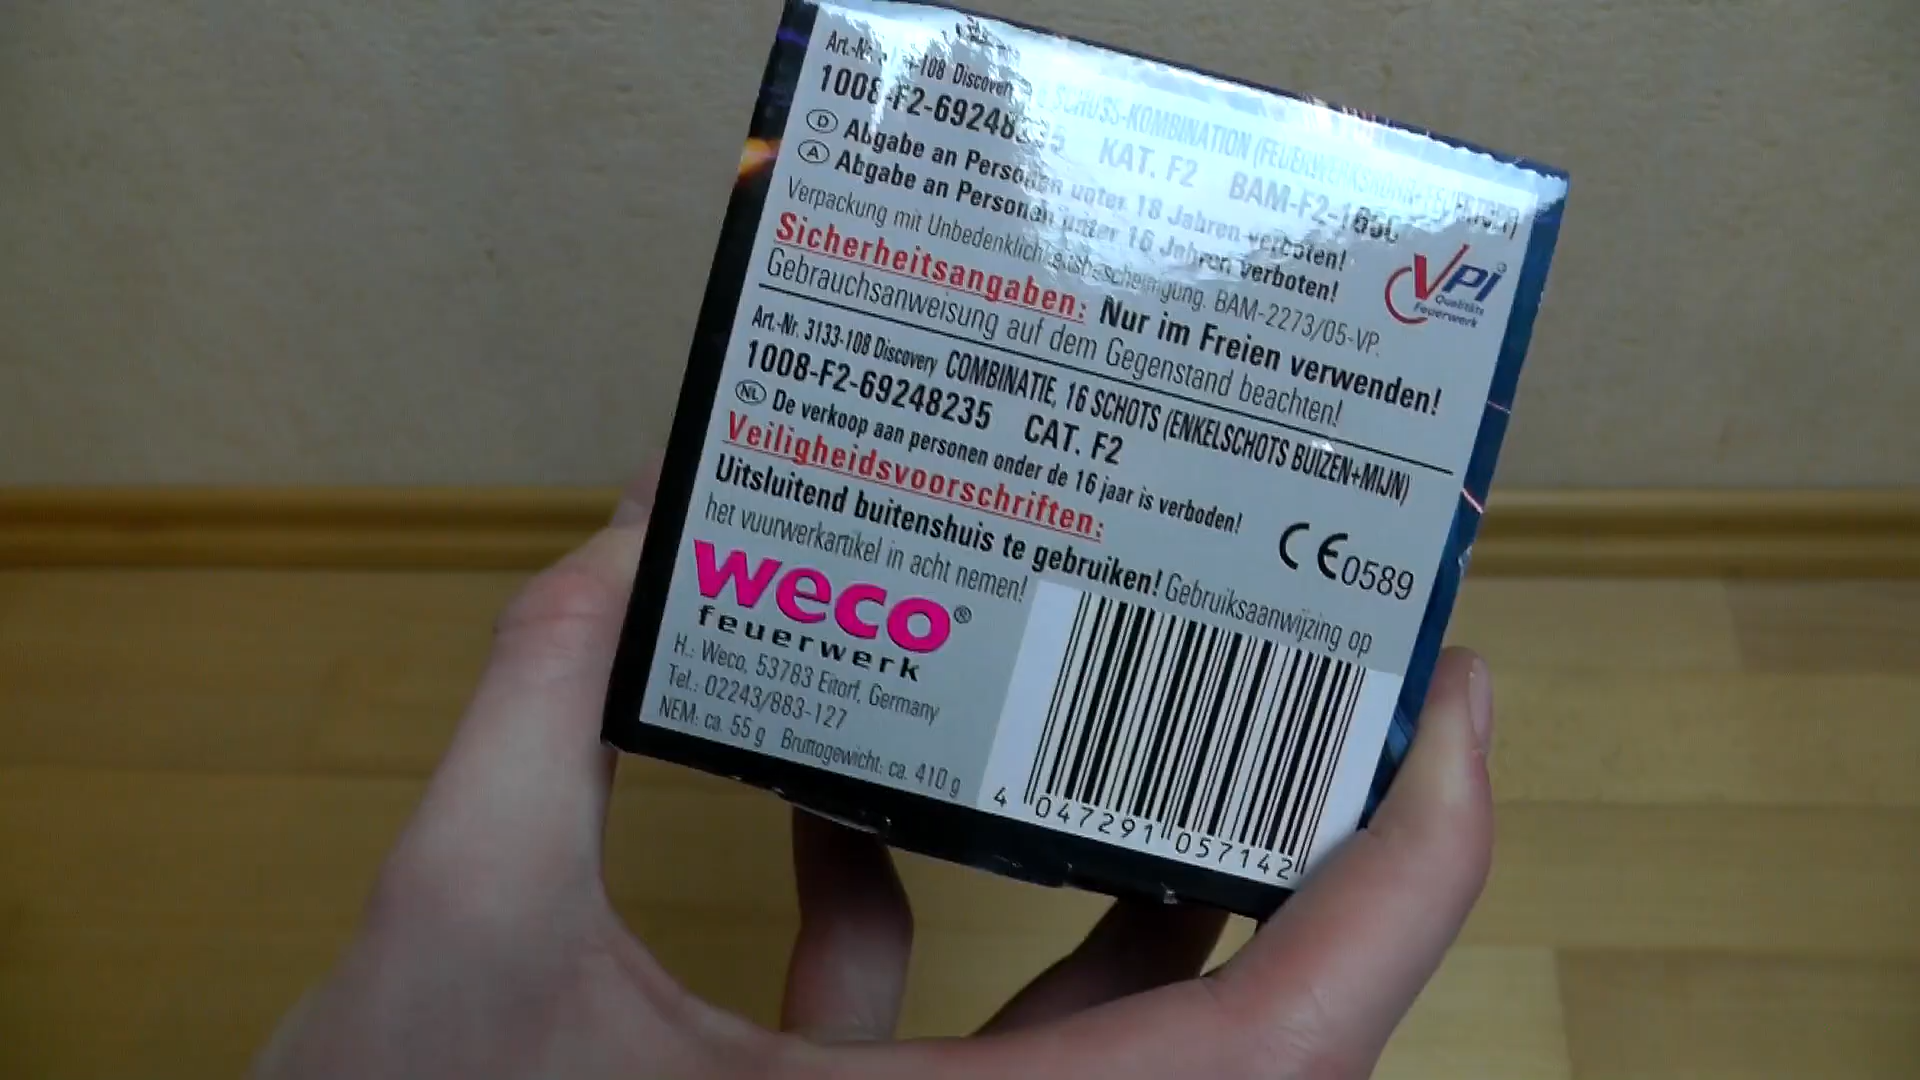 Art.-Nr. 3133-108 Discovery SCHUSS-KOMBINATION
1008-F2-69248235 KAT. F2 BAM-F2-
D Abgabe an Personen unter 18 Jahren verboten!
A Abgabe an Personen unter 16 Jahren verboten!
Verpackung mit Unbedenklichkeitsbescheinigung. BAM-2273/05-VP.
Sicherheitsangaben: Nur im Freien verwenden!
Gebrauchsanweisung auf dem Gegenstand beachten!
VPI
Qualitäts
Feuerwerk
Art.-Nr. 3133-108 Discovery COMBINATIE, 16 SCHOTS (ENKELSCHOTS BUIZEN+MIJN)
1008-F2-69248235 CAT. F2
NL De verkoop aan personen onder de 16 jaar is verboden!
Veiligheidsvoorschriften:
Uitsluitend buitenshuis te gebruiken! Gebruiksaanwijzing op
het vuurwerkartikel in acht nemen!
CE0589
weco®
feuerwerk
H.: Weco, 53783 Eitorf, Germany
Tel.: 02243/883-127
NEM: ca. 55 g Bruttogewicht: ca. 410 g
4 047291 057142